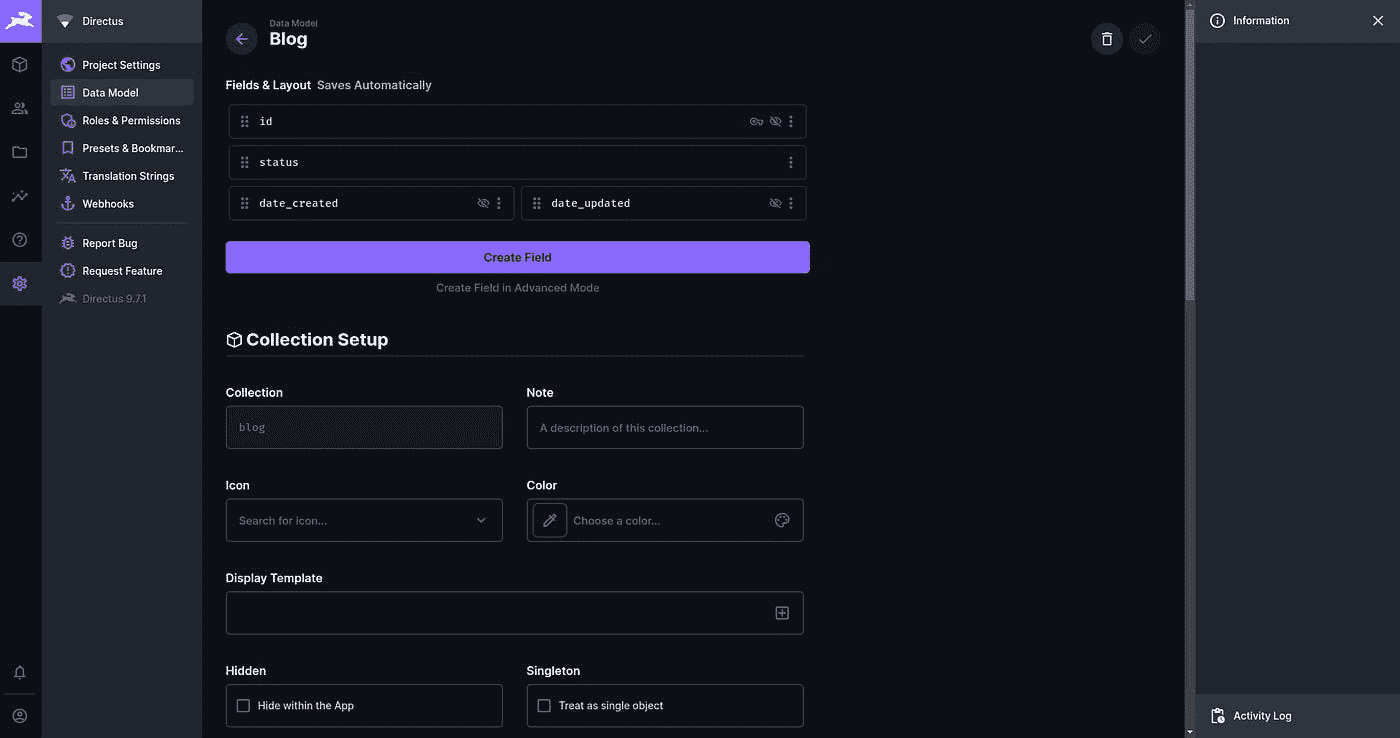 Directus
Project Settings
Data Model
Roles & Permissions
Presets & Bookmar...
Translation Strings
Webhooks
Report Bug
Request Feature
Directus 9.7.1
Data Model
Blog
Fields & Layout Saves Automatically
id
status
date_created
date_updated
Create Field
Create Field in Advanced Mode
Collection Setup
Collection
Note
blog
A description of this collection...
Icon
Color
Search for icon...
Choose a color...
Display Template
Hidden
Singleton
Hide within the App
Treat as single object
Information
Activity Log